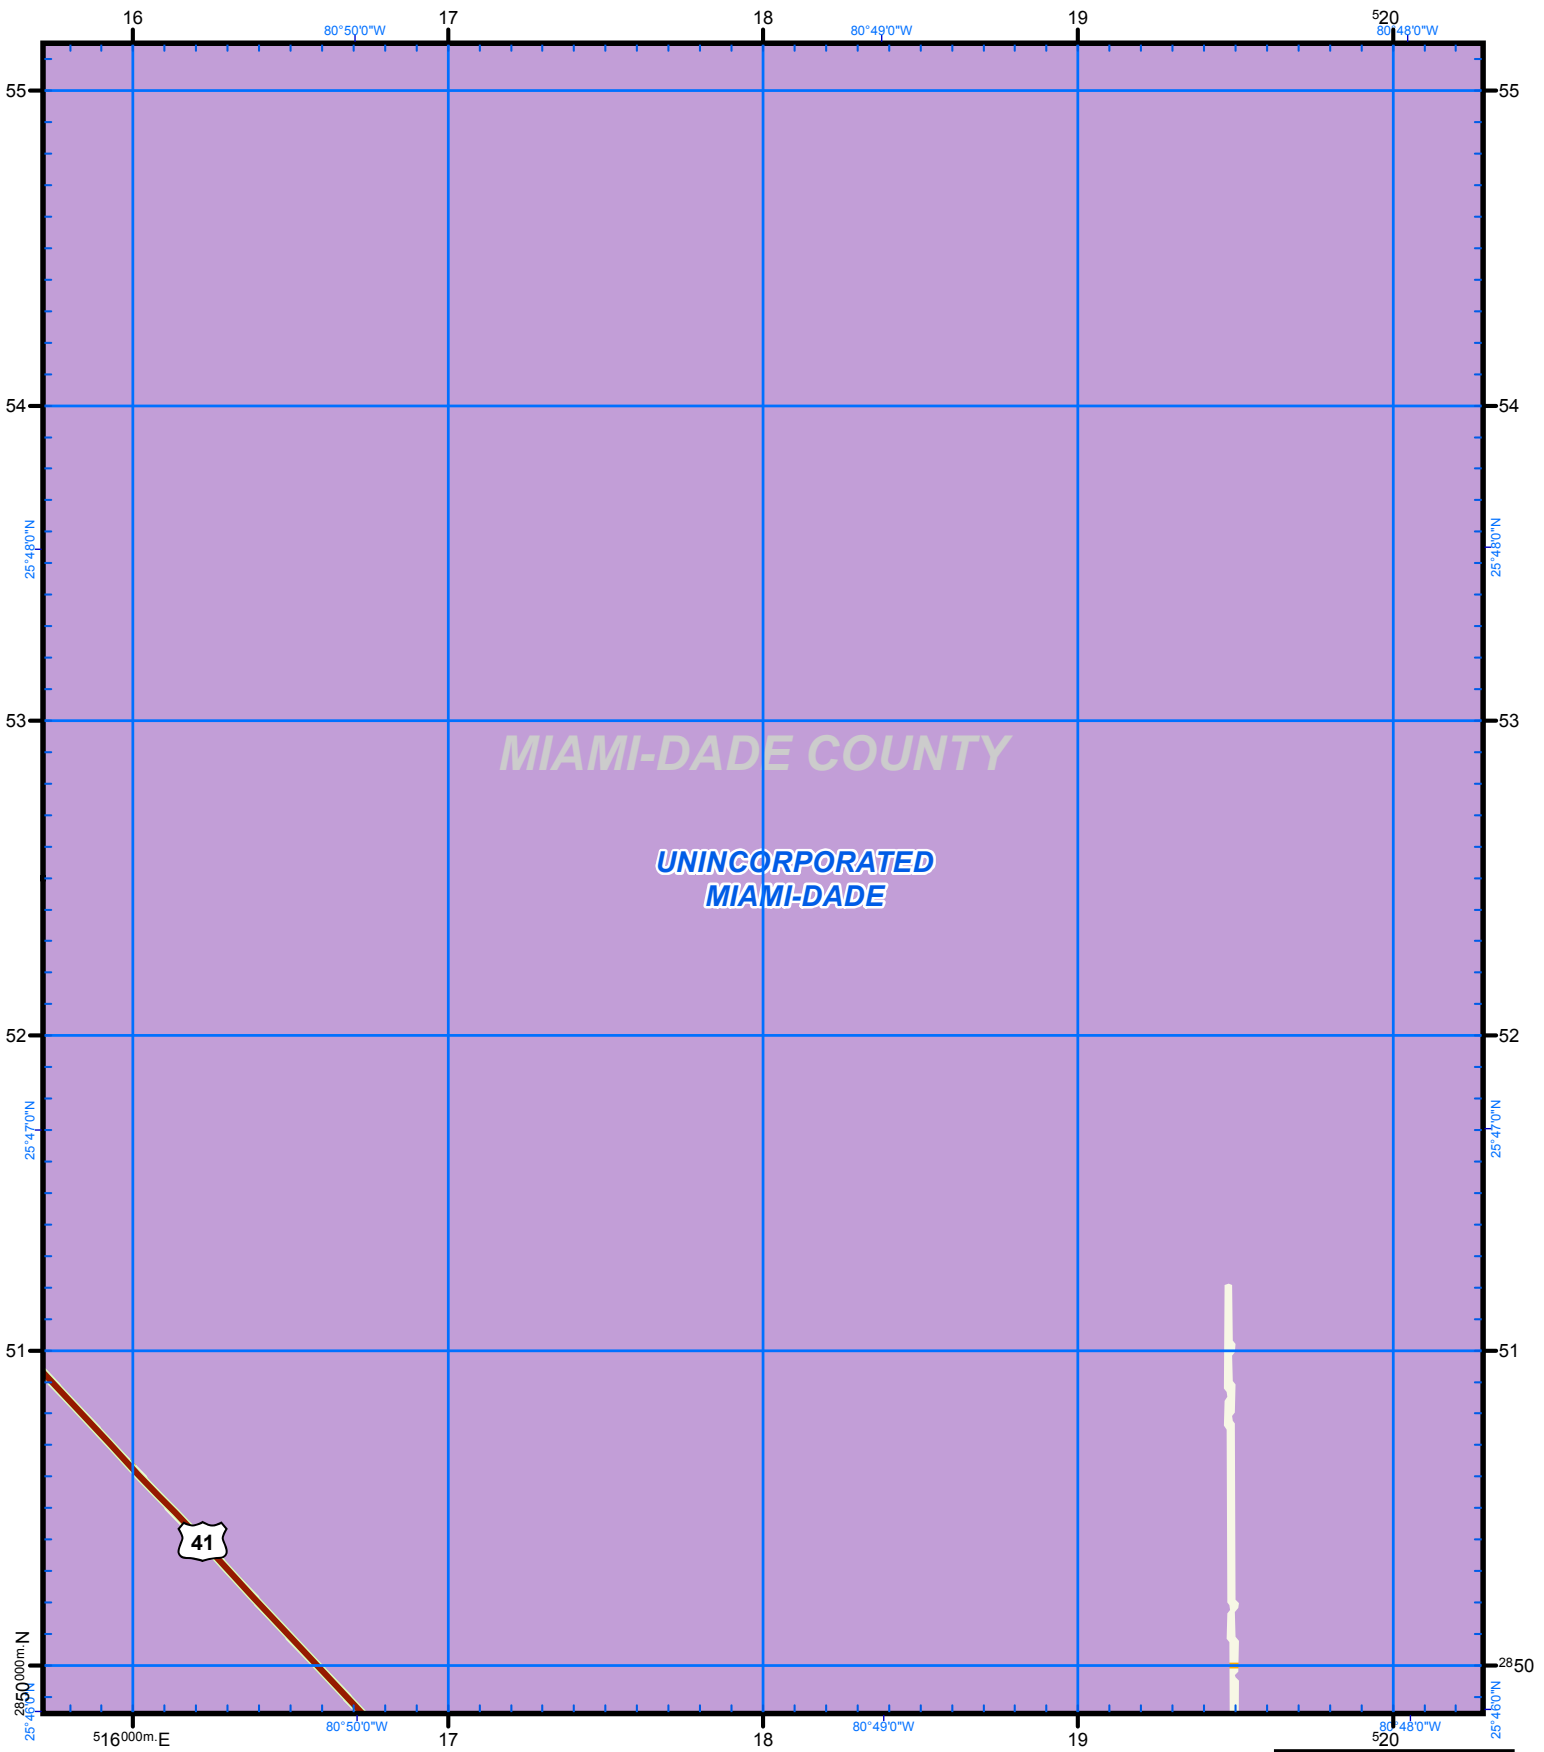 16 17 18 19 520
80°50'0"W 80°49'0"W 80°48'0"W
55 55
54 54
25°48'0"N 25°48'0"N
53 53
MIAMI-DADE COUNTY
UNINCORPORATED
MIAMI-DADE
52 52
25°47'0"N 25°47'0"N
51 51
41
2850000m.N 2850
25°46'0"N 25°46'0"N
80°50'0"W 80°49'0"W 80°48'0"W
516000m.E 17 18 19 520